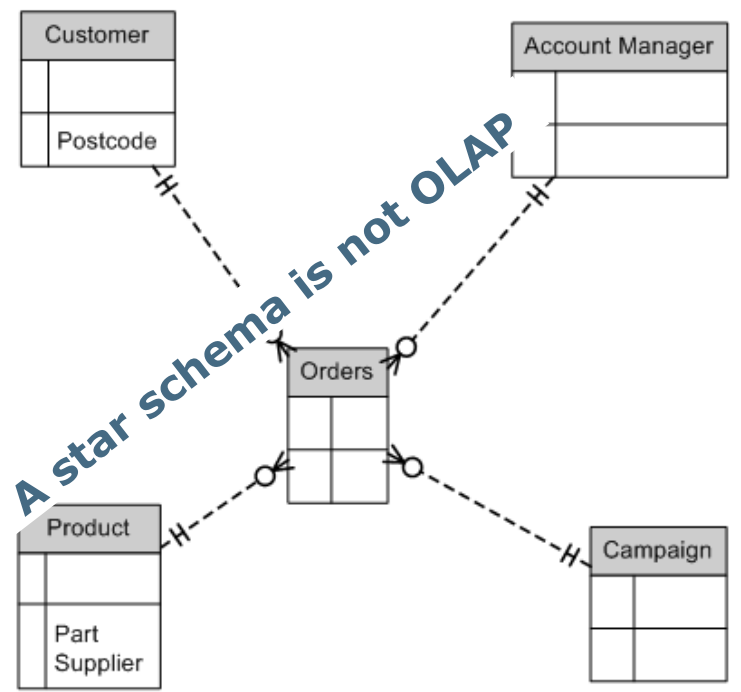 Customer
Postcode
Account Manager
A star schema is not OLAP
Orders
Product
Part
Supplier
Campaign